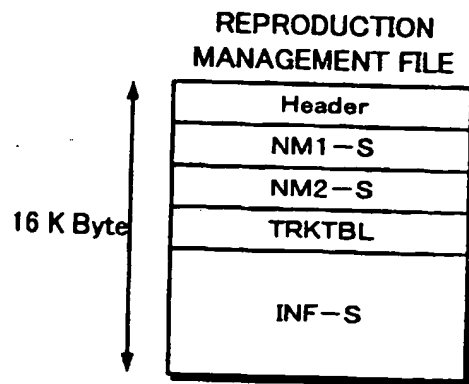 REPRODUCTION
MANAGEMENT FILE
Header
NM1-S
NM2-S
16 K Byte
TRKTBL
INF-S